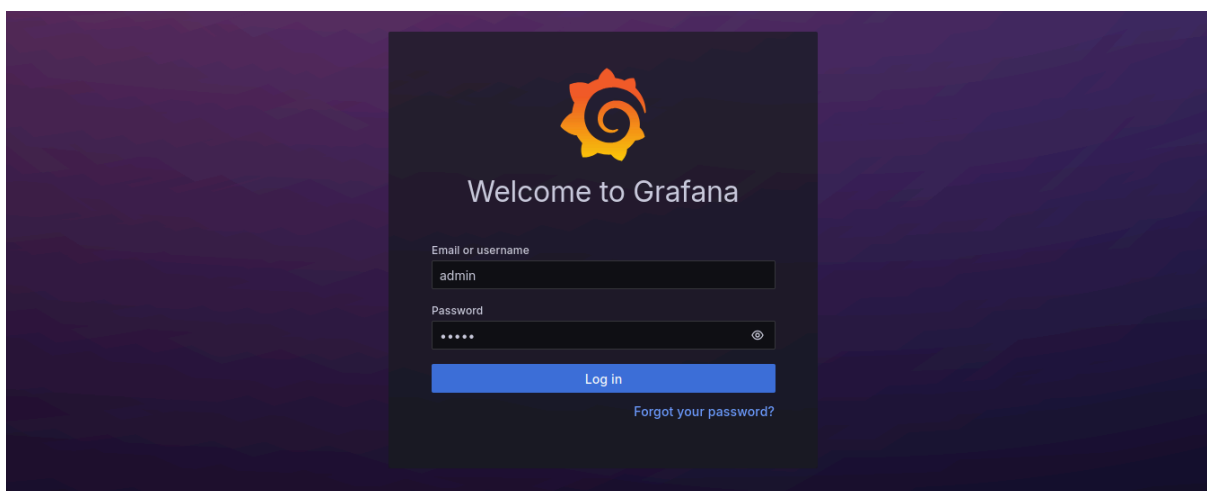 Welcome to Grafana
Email or username
admin
Password
•••••
Log in
Forgot your password?